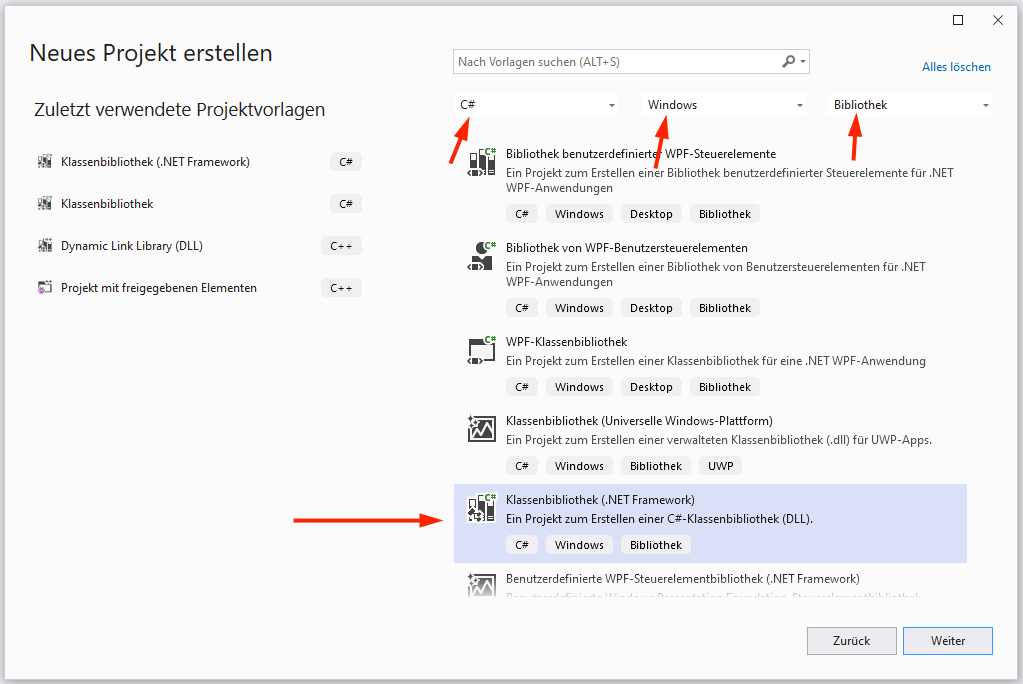 Neues Projekt erstellen
Nach Vorlagen suchen (ALT+S)
Alles löschen
Zuletzt verwendete Projektvorlagen
Klassenbibliothek (.NET Framework) C#
Klassenbibliothek C#
Dynamic Link Library (DLL) C++
Projekt mit freigegebenen Elementen C++
C# Windows Bibliothek
C#
Bibliothek benutzerdefinierter WPF-Steuerelemente
Ein Projekt zum Erstellen einer Bibliothek benutzerdefinierter Steuerelemente für .NET
WPF-Anwendungen
C# Windows Desktop Bibliothek
C#
Bibliothek von WPF-Benutzersteuerelementen
Ein Projekt zum Erstellen einer Bibliothek von Benutzersteuerelementen für .NET
WPF-Anwendungen
C# Windows Desktop Bibliothek
C#
WPF-Klassenbibliothek
Ein Projekt zum Erstellen einer Klassenbibliothek für eine .NET WPF-Anwendung
C# Windows Desktop Bibliothek
Klassenbibliothek (Universelle Windows-Plattform)
Ein Projekt zum Erstellen einer verwalteten Klassenbibliothek (.dll) für UWP-Apps.
C# Windows Bibliothek UWP
C#
Klassenbibliothek (.NET Framework)
Ein Projekt zum Erstellen einer C#-Klassenbibliothek (DLL).
C# Windows Bibliothek
Benutzerdefinierte WPF-Steuerelementbibliothek (.NET Framework)
Benutzerdefinierte Windows Presentation Foundation-Steuerelementbibliothek
Zurück Weiter